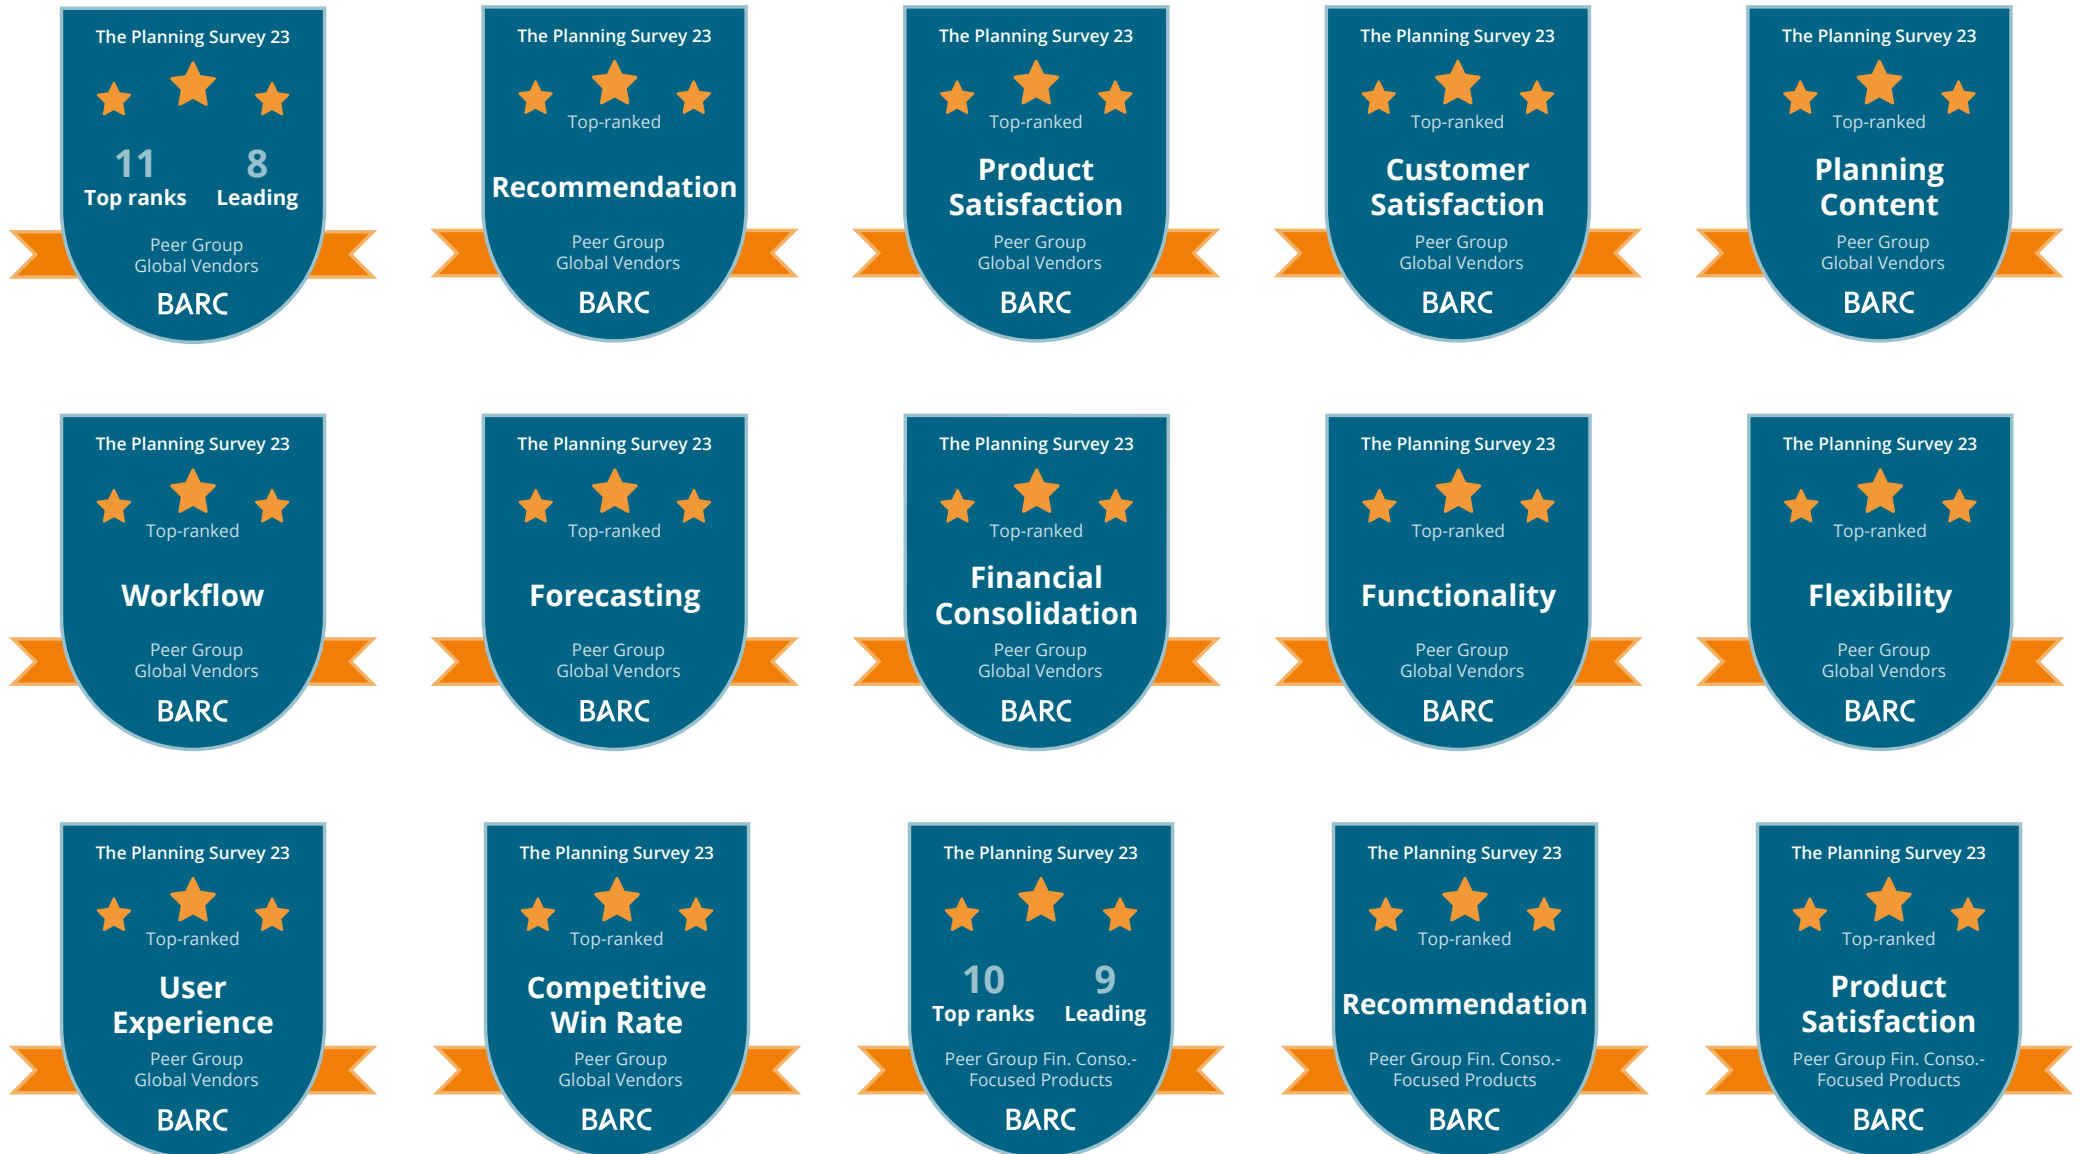 The Planning Survey 23
11 8
Top ranks Leading
Peer Group
Global Vendors
BARC
The Planning Survey 23
Top-ranked
Recommendation
Peer Group
Global Vendors
BARC
The Planning Survey 23
Top-ranked
Product
Satisfaction
Peer Group
Global Vendors
BARC
The Planning Survey 23
Top-ranked
Customer
Satisfaction
Peer Group
Global Vendors
BARC
The Planning Survey 23
Top-ranked
Planning
Content
Peer Group
Global Vendors
BARC
The Planning Survey 23
Top-ranked
Workflow
Peer Group
Global Vendors
BARC
The Planning Survey 23
Top-ranked
Forecasting
Peer Group
Global Vendors
BARC
The Planning Survey 23
Top-ranked
Financial
Consolidation
Peer Group
Global Vendors
BARC
The Planning Survey 23
Top-ranked
Functionality
Peer Group
Global Vendors
BARC
The Planning Survey 23
Top-ranked
Flexibility
Peer Group
Global Vendors
BARC
The Planning Survey 23
Top-ranked
User
Experience
Peer Group
Global Vendors
BARC
The Planning Survey 23
Top-ranked
Competitive
Win Rate
Peer Group
Global Vendors
BARC
The Planning Survey 23
10 9
Top ranks Leading
Peer Group Fin. Conso.-
Focused Products
BARC
The Planning Survey 23
Top-ranked
Recommendation
Peer Group Fin. Conso.-
Focused Products
BARC
The Planning Survey 23
Top-ranked
Product
Satisfaction
Peer Group Fin. Conso.-
Focused Products
BARC